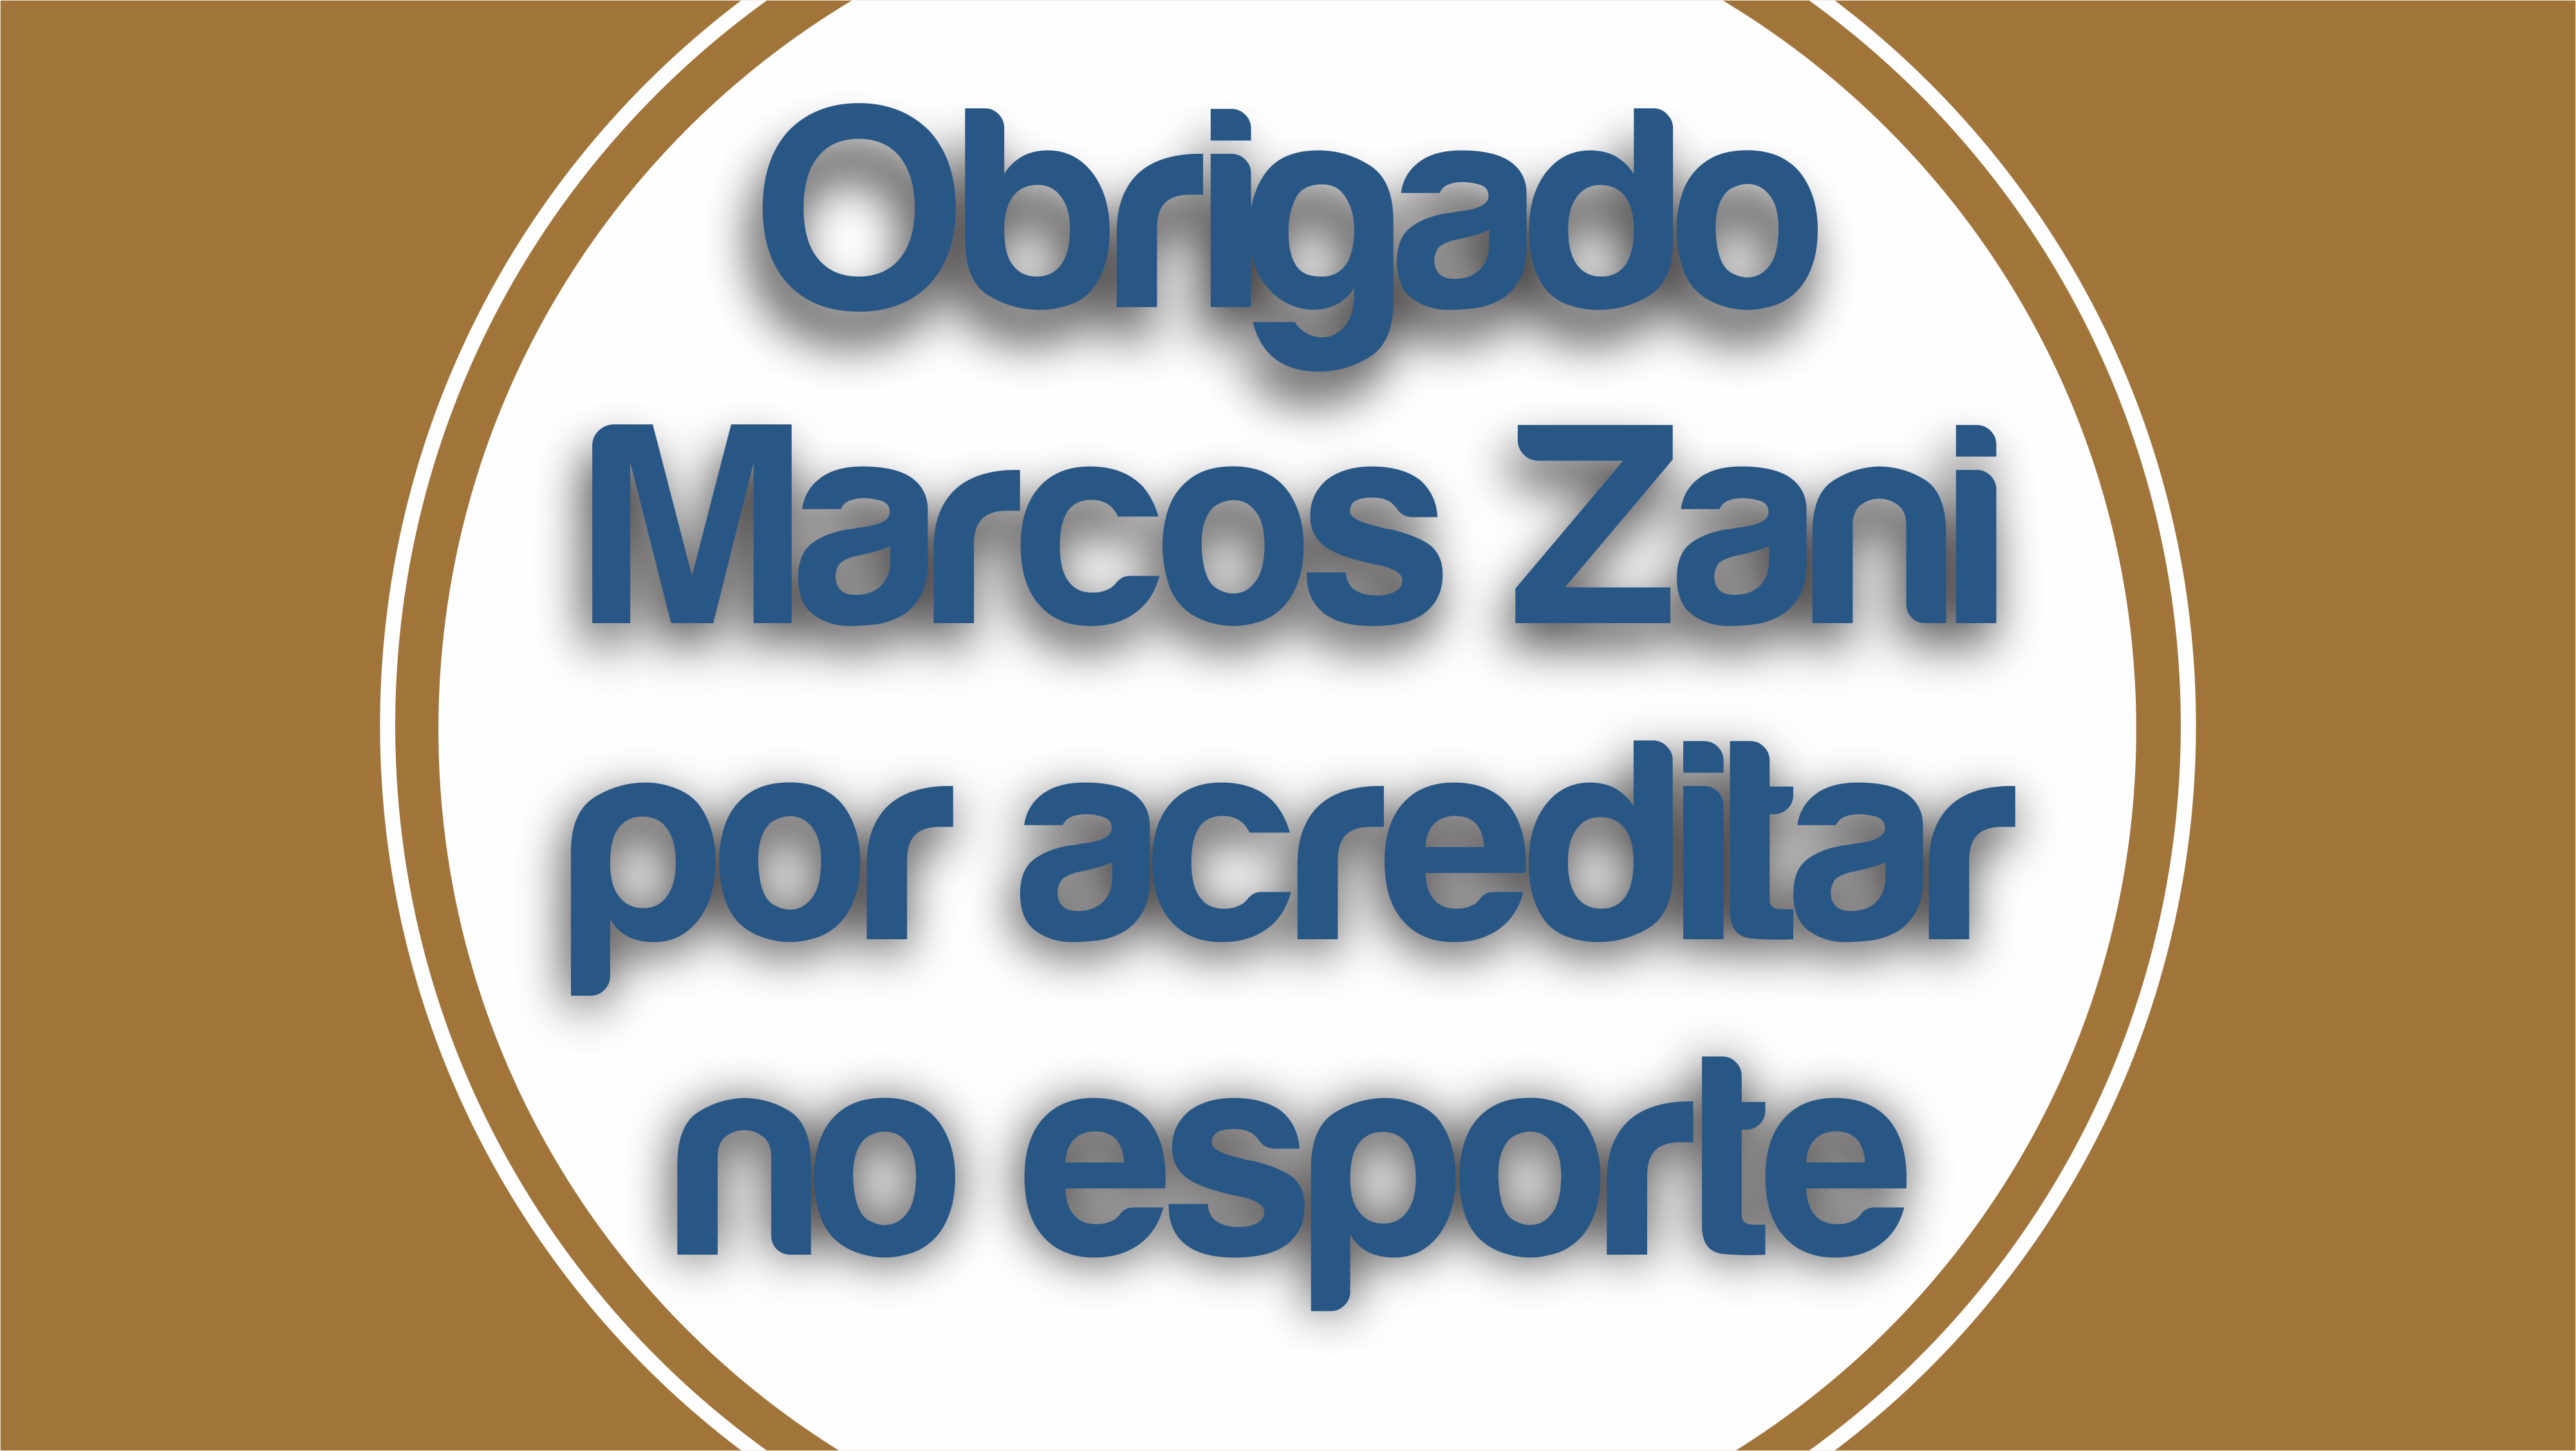 Obrigado
Marcos Zani
por acreditar
no esporte